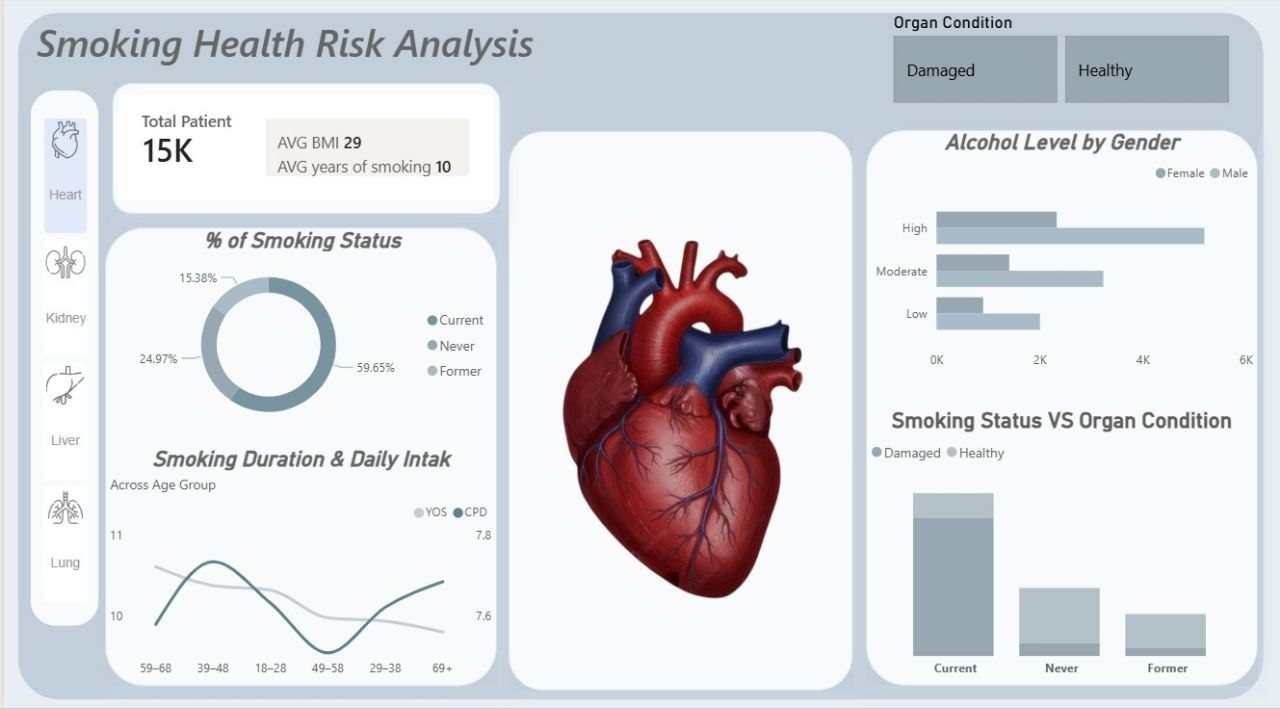 Smoking Health Risk Analysis
Organ Condition
Damaged
Healthy
Heart
Kidney
Liver
Lung
Total Patient
15K
AVG BMI 29
AVG years of smoking 10
% of Smoking Status
15.38%
24.97%
59.65%
Current
Never
Former
Smoking Duration & Daily Intak
Across Age Group
YOS CPD
11
7.8
10
7.6
59–68 39–48 18–28 49–58 29–38 69+
Alcohol Level by Gender
Female Male
High
Moderate
Low
0K 2K 4K 6K
Smoking Status VS Organ Condition
Damaged Healthy
Current Never Former